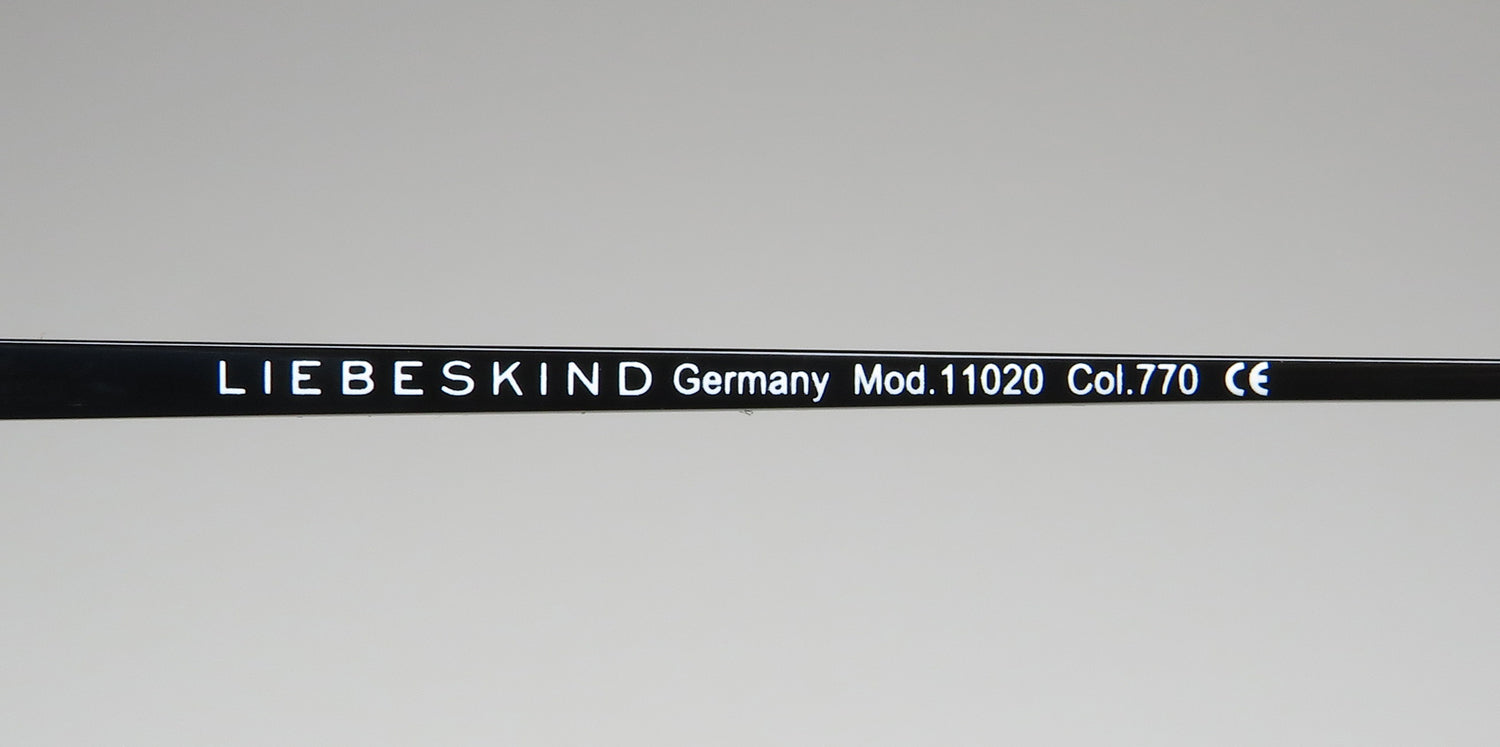 LIEBESKIND Germany Mod.11020 Col.770 CE